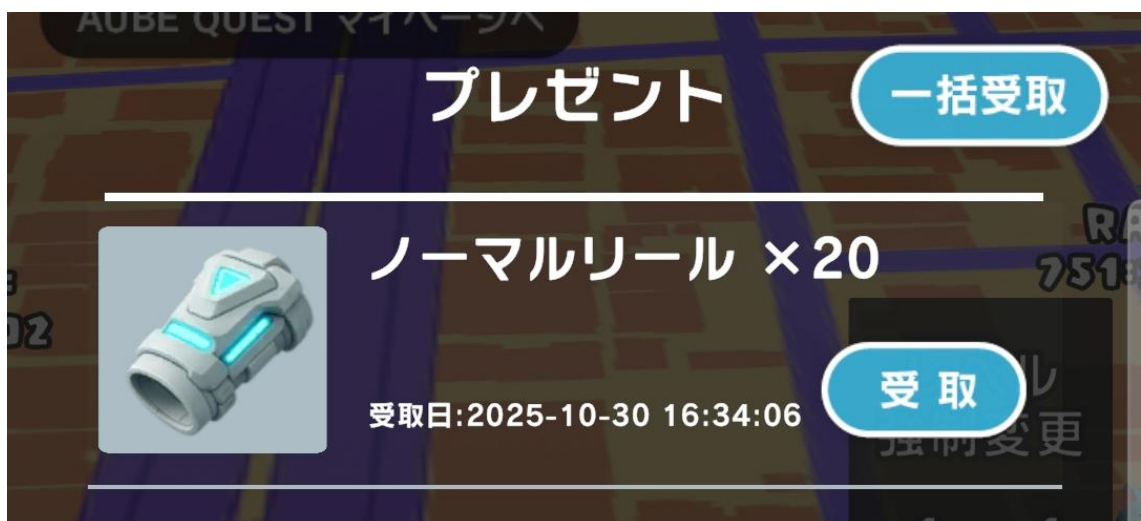 AUBE QUEST マイページへ
プレゼント
一括受取
ノーマルリール ×20
受取日:2025-10-30 16:34:06
受 取
強制変更